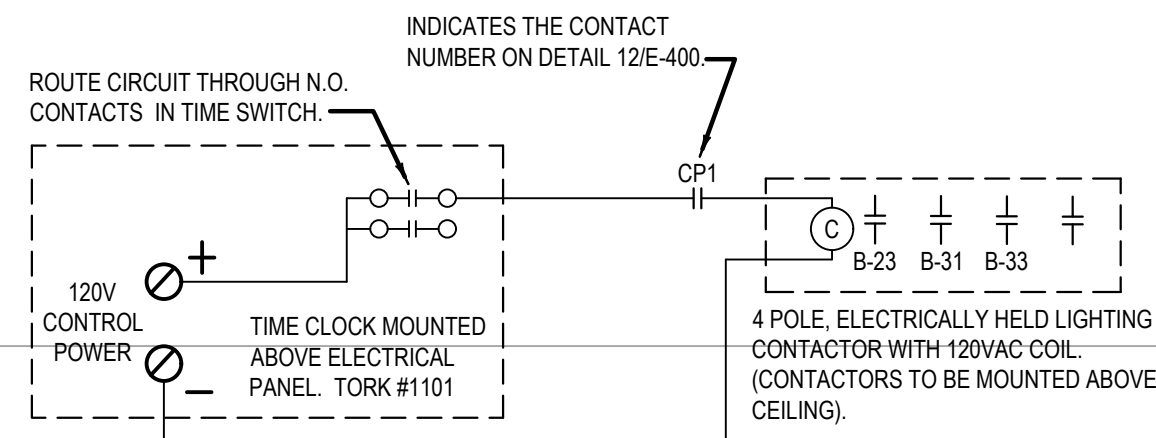 INDICATES THE CONTACT
NUMBER ON DETAIL 12/E-400.
ROUTE CIRCUIT THROUGH N.O.
CONTACTS IN TIME SWITCH.
CP1
C
B-23 B-31 B-33
+
120V
CONTROL
POWER
−
TIME CLOCK MOUNTED
ABOVE ELECTRICAL
PANEL. TORK #1101
4 POLE, ELECTRICALLY HELD LIGHTING
CONTACTOR WITH 120VAC COIL.
(CONTACTORS TO BE MOUNTED ABOVE
CEILING).